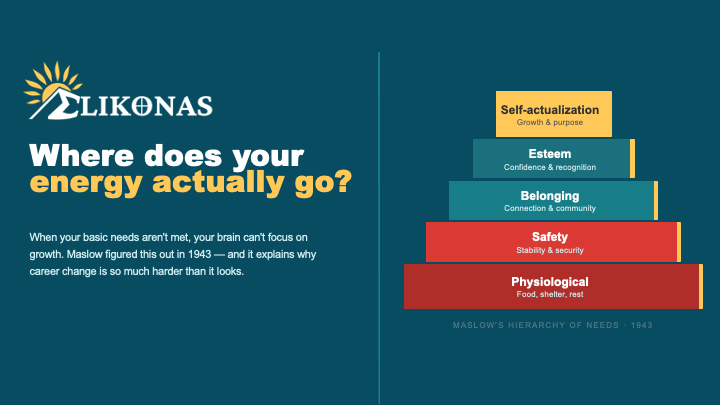 ΣLIKONAS
Where does your
energy actually go?
When your basic needs aren't met, your brain can't focus on
growth. Maslow figured this out in 1943 — and it explains why
career change is so much harder than it looks.
Self-actualization
Growth & purpose
Esteem
Confidence & recognition
Belonging
Connection & community
Safety
Stability & security
Physiological
Food, shelter, rest
MASLOW'S HIERARCHY OF NEEDS · 1943